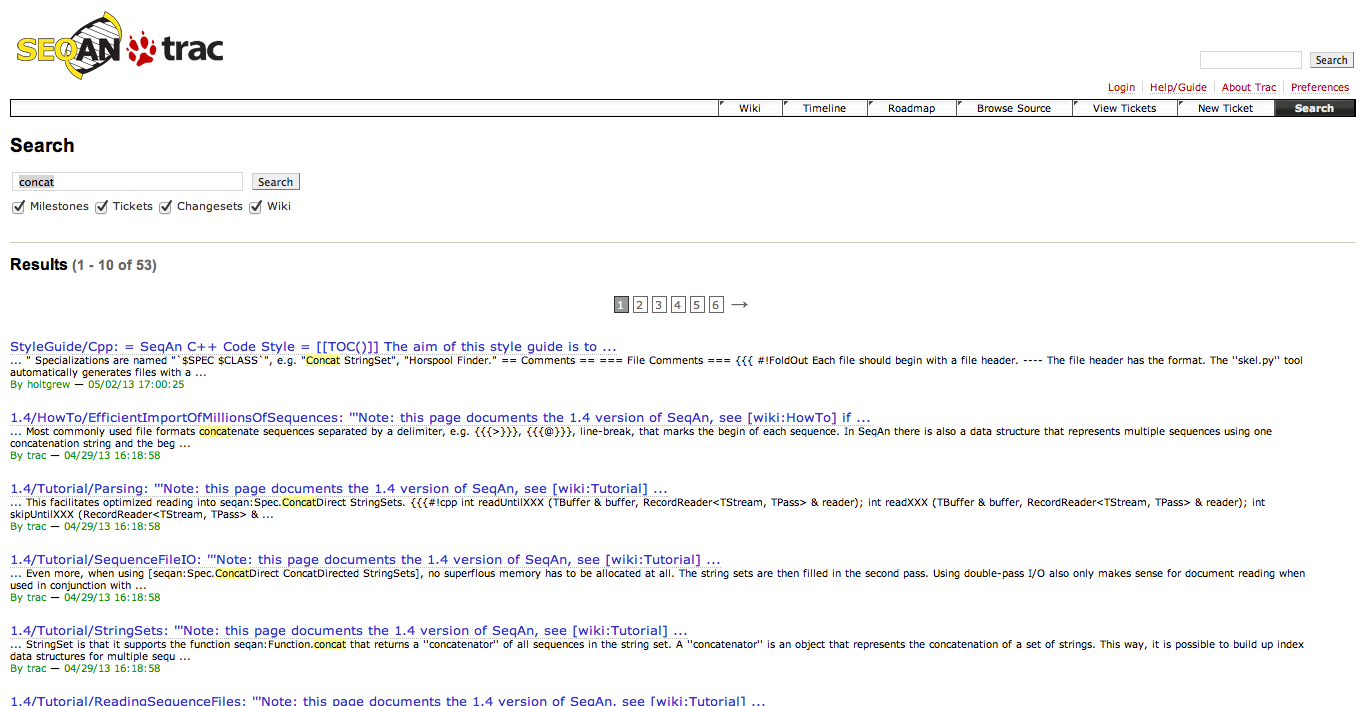 SEQAN trac
Search
Login Help/Guide About Trac Preferences
Wiki Timeline Roadmap Browse Source View Tickets New Ticket Search
Search
concat Search
Milestones Tickets Changesets Wiki
Results (1 - 10 of 53)
1 2 3 4 5 6 →
StyleGuide/Cpp: = SeqAn C++ Code Style = [[TOC()]] The aim of this style guide is to ...
... " Specializations are named "`$SPEC $CLASS`", e.g. "Concat StringSet", "Horspool Finder." == Comments == === File Comments === {{{ #!FoldOut Each file should begin with a file header. ---- The file header has the format. The ''skel.py'' tool
automatically generates files with a ...
By holtgrew — 05/02/13 17:00:25
1.4/HowTo/EfficientImportOfMillionsOfSequences: '''Note: this page documents the 1.4 version of SeqAn, see [wiki:HowTo] if ...
... Most commonly used file formats concatenate sequences separated by a delimiter, e.g. {{{>}}}, {{{@}}}, line-break, that marks the begin of each sequence. In SeqAn there is also a data structure that represents multiple sequences using one
concatenation string and the beg ...
By trac — 04/29/13 16:18:58
1.4/Tutorial/Parsing: '''Note: this page documents the 1.4 version of SeqAn, see [wiki:Tutorial] ...
... This facilitates optimized reading into seqan:Spec.ConcatDirect StringSets. {{{#!cpp int readUntilXXX (TBuffer & buffer, RecordReader<TStream, TPass> & reader); int readXXX (TBuffer & buffer, RecordReader<TStream, TPass> & reader); int
skipUntilXXX (RecordReader<TStream, TPass> & ...
By trac — 04/29/13 16:18:58
1.4/Tutorial/SequenceFileIO: '''Note: this page documents the 1.4 version of SeqAn, see [wiki:Tutorial] ...
... Even more, when using [seqan:Spec.ConcatDirect ConcatDirected StringSets], no superflous memory has to be allocated at all. The string sets are then filled in the second pass. Using double-pass I/O also only makes sense for document reading when
used in conjunction with ...
By trac — 04/29/13 16:18:58
1.4/Tutorial/StringSets: '''Note: this page documents the 1.4 version of SeqAn, see [wiki:Tutorial] ...
... StringSet is that it supports the function seqan:Function.concat that returns a ''concatenator'' of all sequences in the string set. A ''concatenator'' is an object that represents the concatenation of a set of strings. This way, it is possible to build up index
data structures for multiple sequ ...
By trac — 04/29/13 16:18:58
1.4/Tutorial/ReadingSequenceFiles: '''Note: this page documents the 1.4 version of SeqAn, see [wiki:Tutorial] ...